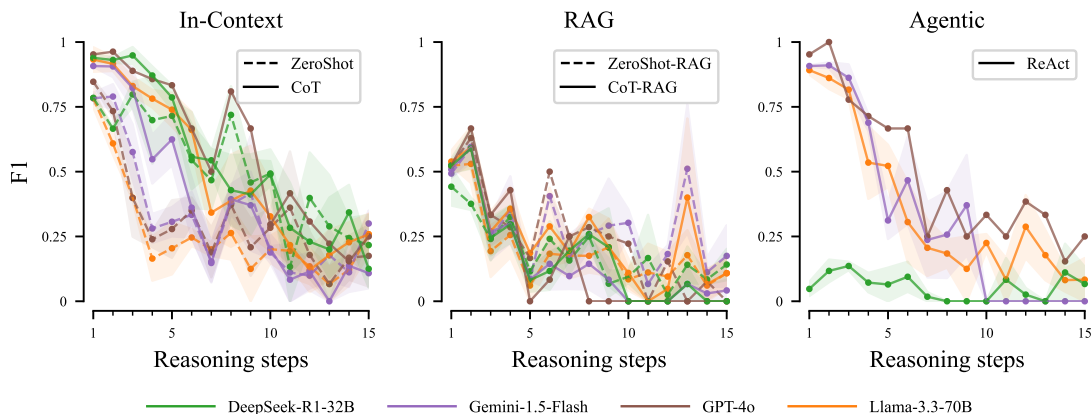 In-Context
RAG
Agentic
F1
1
0.75
0.5
0.25
0
ZeroShot
CoT
1
5
10
15
Reasoning steps
1
0.75
0.5
0.25
0
ZeroShot-RAG
CoT-RAG
1
5
10
15
Reasoning steps
1
0.75
0.5
0.25
0
ReAct
1
5
10
15
Reasoning steps
DeepSeek-R1-32B
Gemini-1.5-Flash
GPT-4o
Llama-3.3-70B